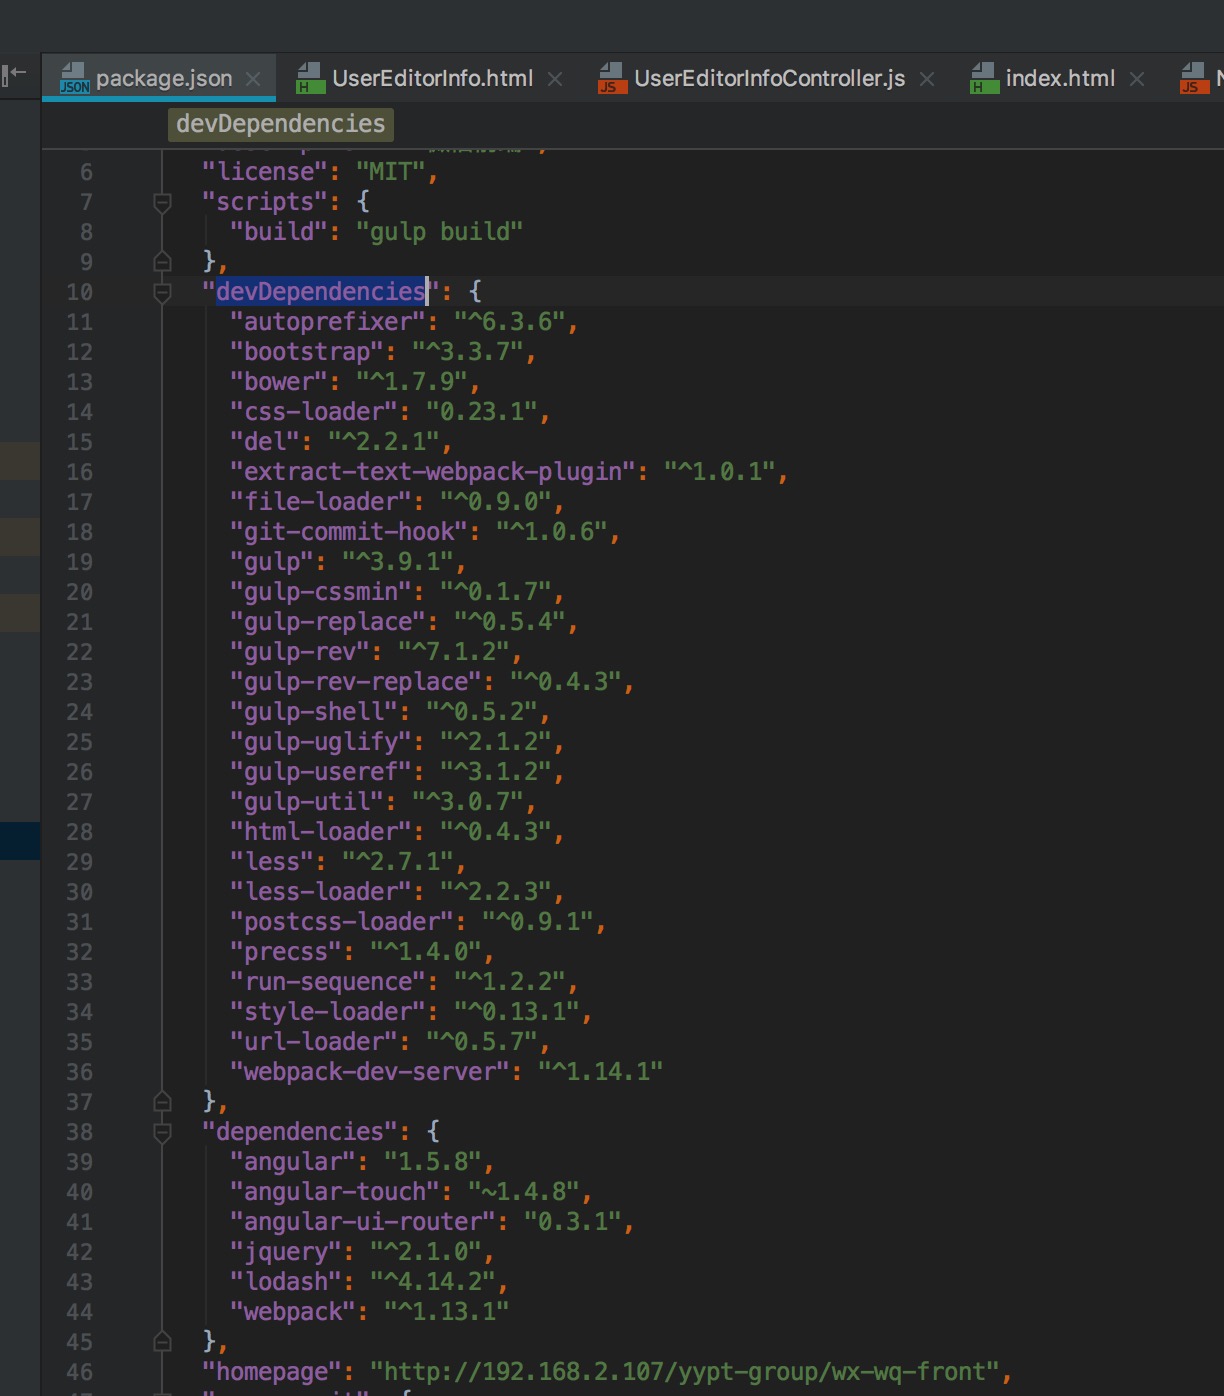 package.json UserEditorInfo.html UserEditorInfoController.js index.html
devDependencies
6 "license": "MIT",
7 "scripts": {
8 "build": "gulp build"
9 },
10 "devDependencies": {
11 "autoprefixer": "^6.3.6",
12 "bootstrap": "^3.3.7",
13 "bower": "^1.7.9",
14 "css-loader": "0.23.1",
15 "del": "^2.2.1",
16 "extract-text-webpack-plugin": "^1.0.1",
17 "file-loader": "^0.9.0",
18 "git-commit-hook": "^1.0.6",
19 "gulp": "^3.9.1",
20 "gulp-cssmin": "^0.1.7",
21 "gulp-replace": "^0.5.4",
22 "gulp-rev": "^7.1.2",
23 "gulp-rev-replace": "^0.4.3",
24 "gulp-shell": "^0.5.2",
25 "gulp-uglify": "^2.1.2",
26 "gulp-useref": "^3.1.2",
27 "gulp-util": "^3.0.7",
28 "html-loader": "^0.4.3",
29 "less": "^2.7.1",
30 "less-loader": "^2.2.3",
31 "postcss-loader": "^0.9.1",
32 "precss": "^1.4.0",
33 "run-sequence": "^1.2.2",
34 "style-loader": "^0.13.1",
35 "url-loader": "^0.5.7",
36 "webpack-dev-server": "^1.14.1"
37 },
38 "dependencies": {
39 "angular": "1.5.8",
40 "angular-touch": "~1.4.8",
41 "angular-ui-router": "0.3.1",
42 "jquery": "^2.1.0",
43 "lodash": "^4.14.2",
44 "webpack": "^1.13.1"
45 },
46 "homepage": "http://192.168.2.107/yypt-group/wx-wq-front",